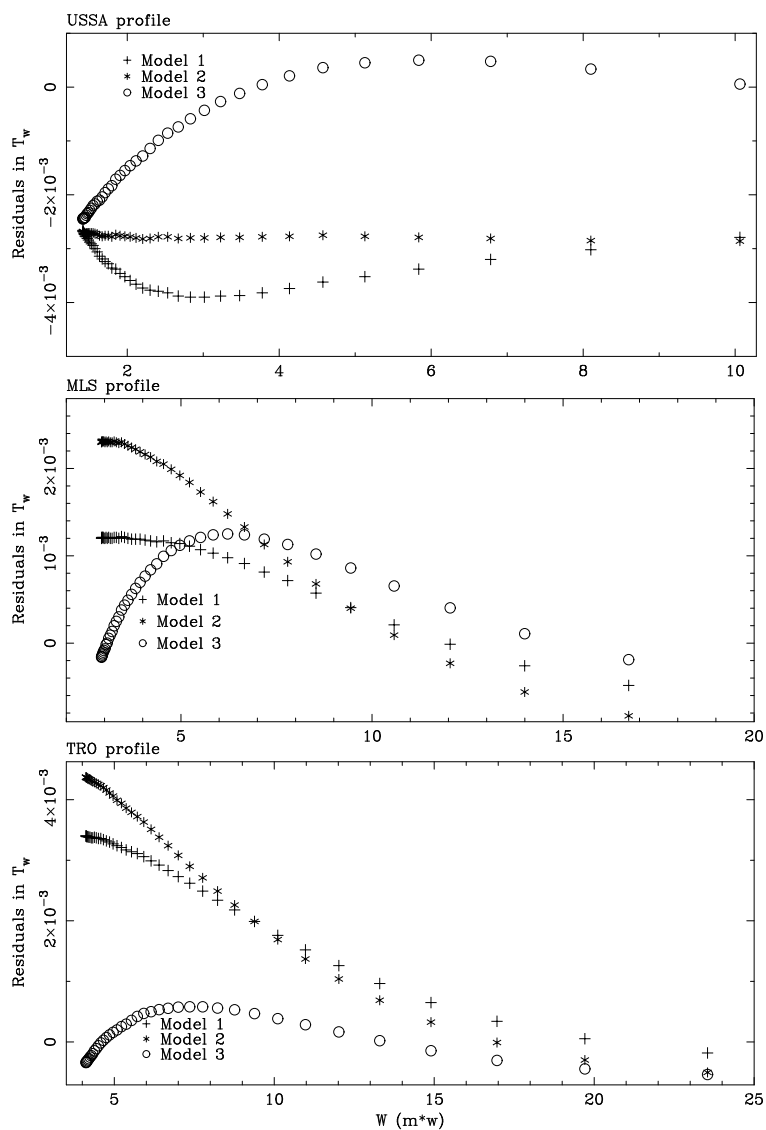 USSA profile
+ Model 1
* Model 2
○ Model 3
0
−2×10⁻³
−4×10⁻³
Residuals in T_w
2 4 6 8 10
MLS profile
2×10⁻³
10⁻³
0
Residuals in T_w
+ Model 1
* Model 2
○ Model 3
5 10 15 20
TRO profile
4×10⁻³
2×10⁻³
0
Residuals in T_w
+ Model 1
* Model 2
○ Model 3
5 10 15 20 25
W (m*w)